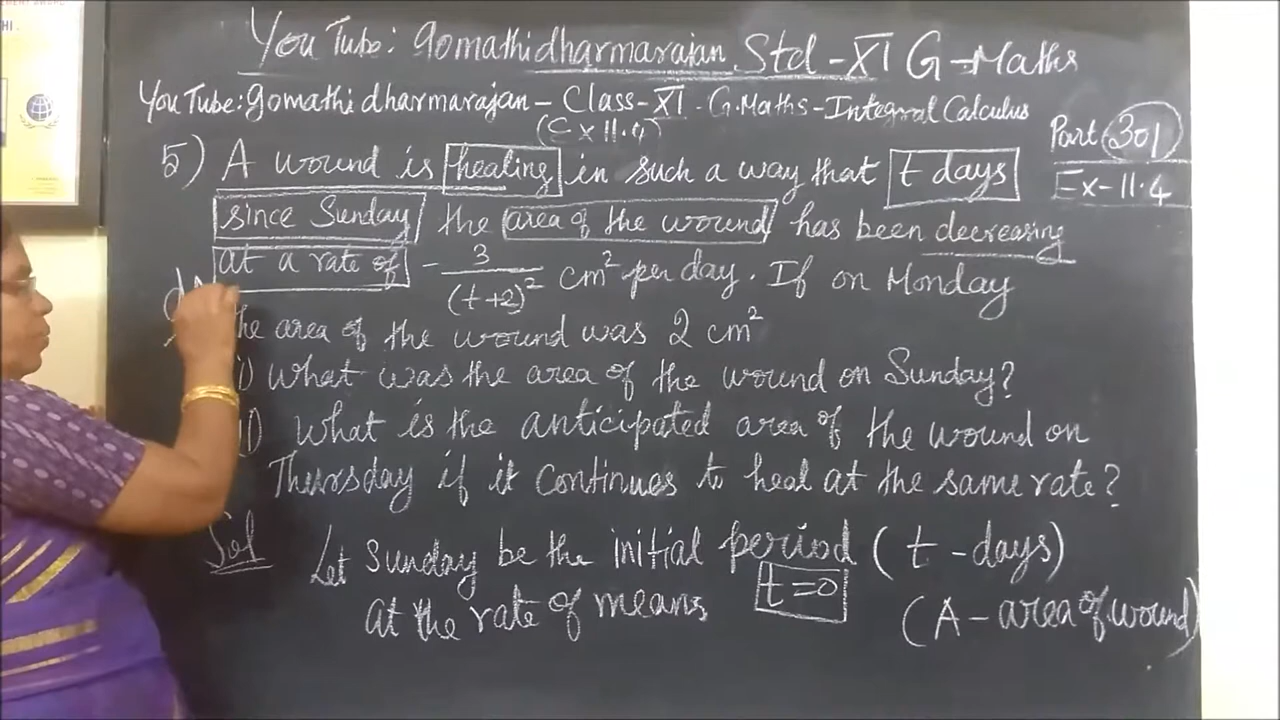 HI.
YouTube: gomathidharmarajan Std-XI G-Maths
YouTube: gomathi dharmarajan - Class-XI - G.Maths - Integral Calculus
(Ex 11.4)
Part 301
Ex-11.4
5) A wound is healing in such a way that t days
since Sunday the area of the wound has been decreasing
at a rate of - 3/(t+2)² cm² per day. If on Monday
the area of the wound was 2 cm²
i) What was the area of the wound on Sunday?
ii) What is the anticipated area of the wound on
Thursday if it continues to heal at the same rate?
Sol Let Sunday be the initial period (t - days)
at the rate of means t=0 (A - area of wound)